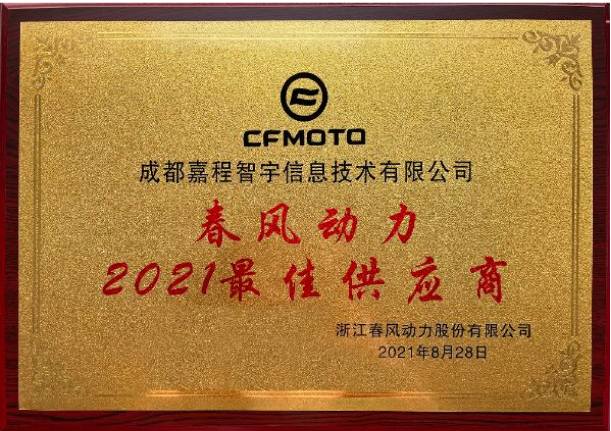 CFMOTO
成都嘉程智宇信息技术有限公司
春风动力
2021最佳供应商
浙江春风动力股份有限公司
2021年8月28日